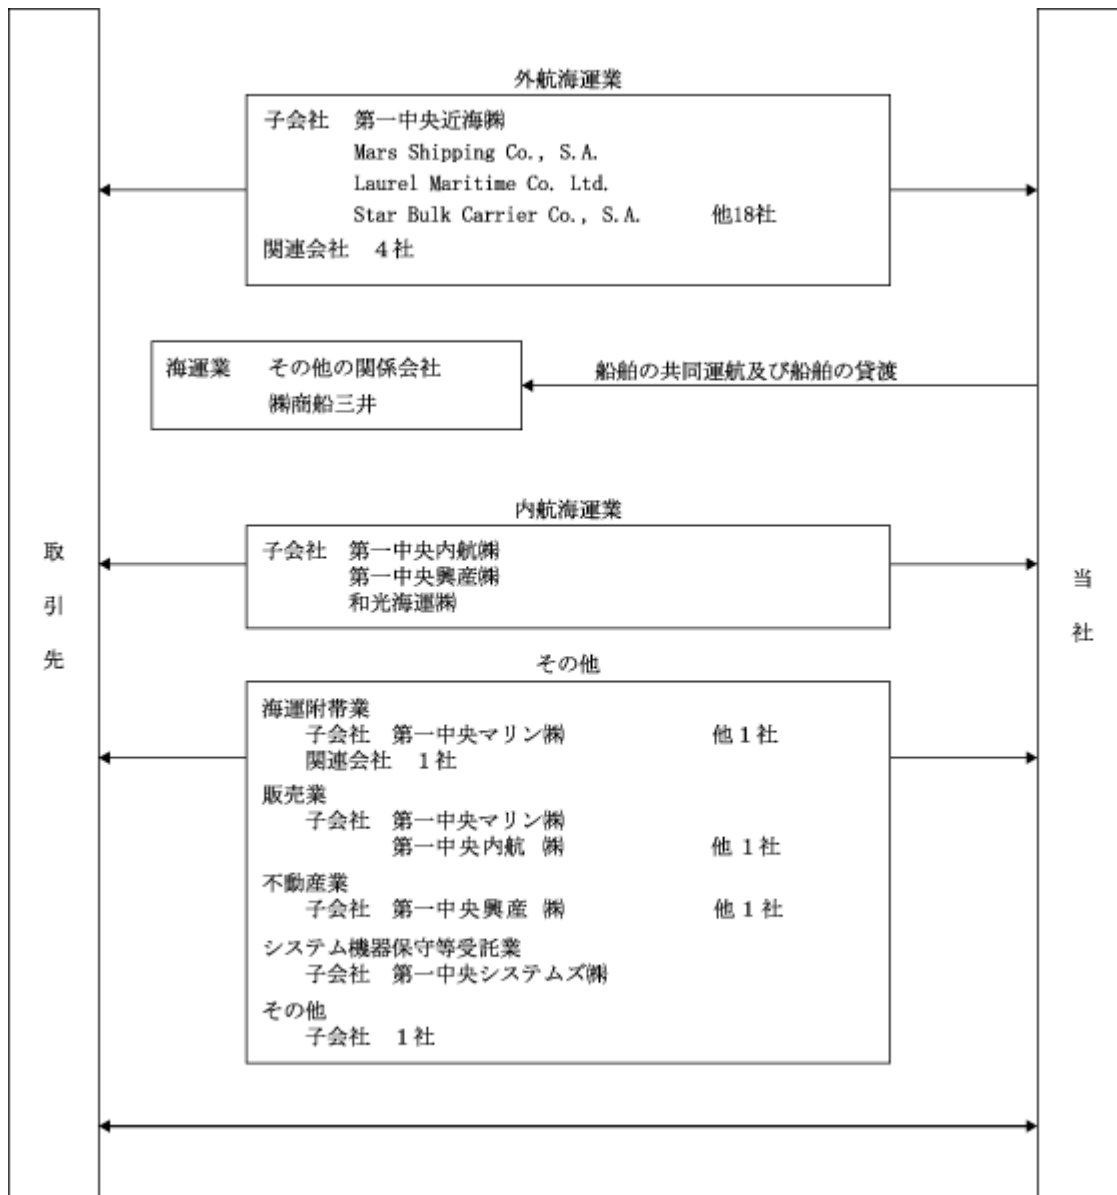 外航海運業
子会社 第一中央近海㈱
Mars Shipping Co., S.A.
Laurel Maritime Co. Ltd.
Star Bulk Carrier Co., S.A. 他18社
関連会社 4社
海運業 その他の関係会社
㈱商船三井
船舶の共同運航及び船舶の貸渡
内航海運業
子会社 第一中央内航㈱
第一中央興産㈱
和光海運㈱
取引先
当社
その他
海運附帯業
子会社 第一中央マリン㈱ 他1社
関連会社 1社
販売業
子会社 第一中央マリン㈱
第一中央内航 ㈱ 他 1社
不動産業
子会社 第一中央興産 ㈱ 他1社
システム機器保守等受託業
子会社 第一中央システムズ㈱
その他
子会社 1社